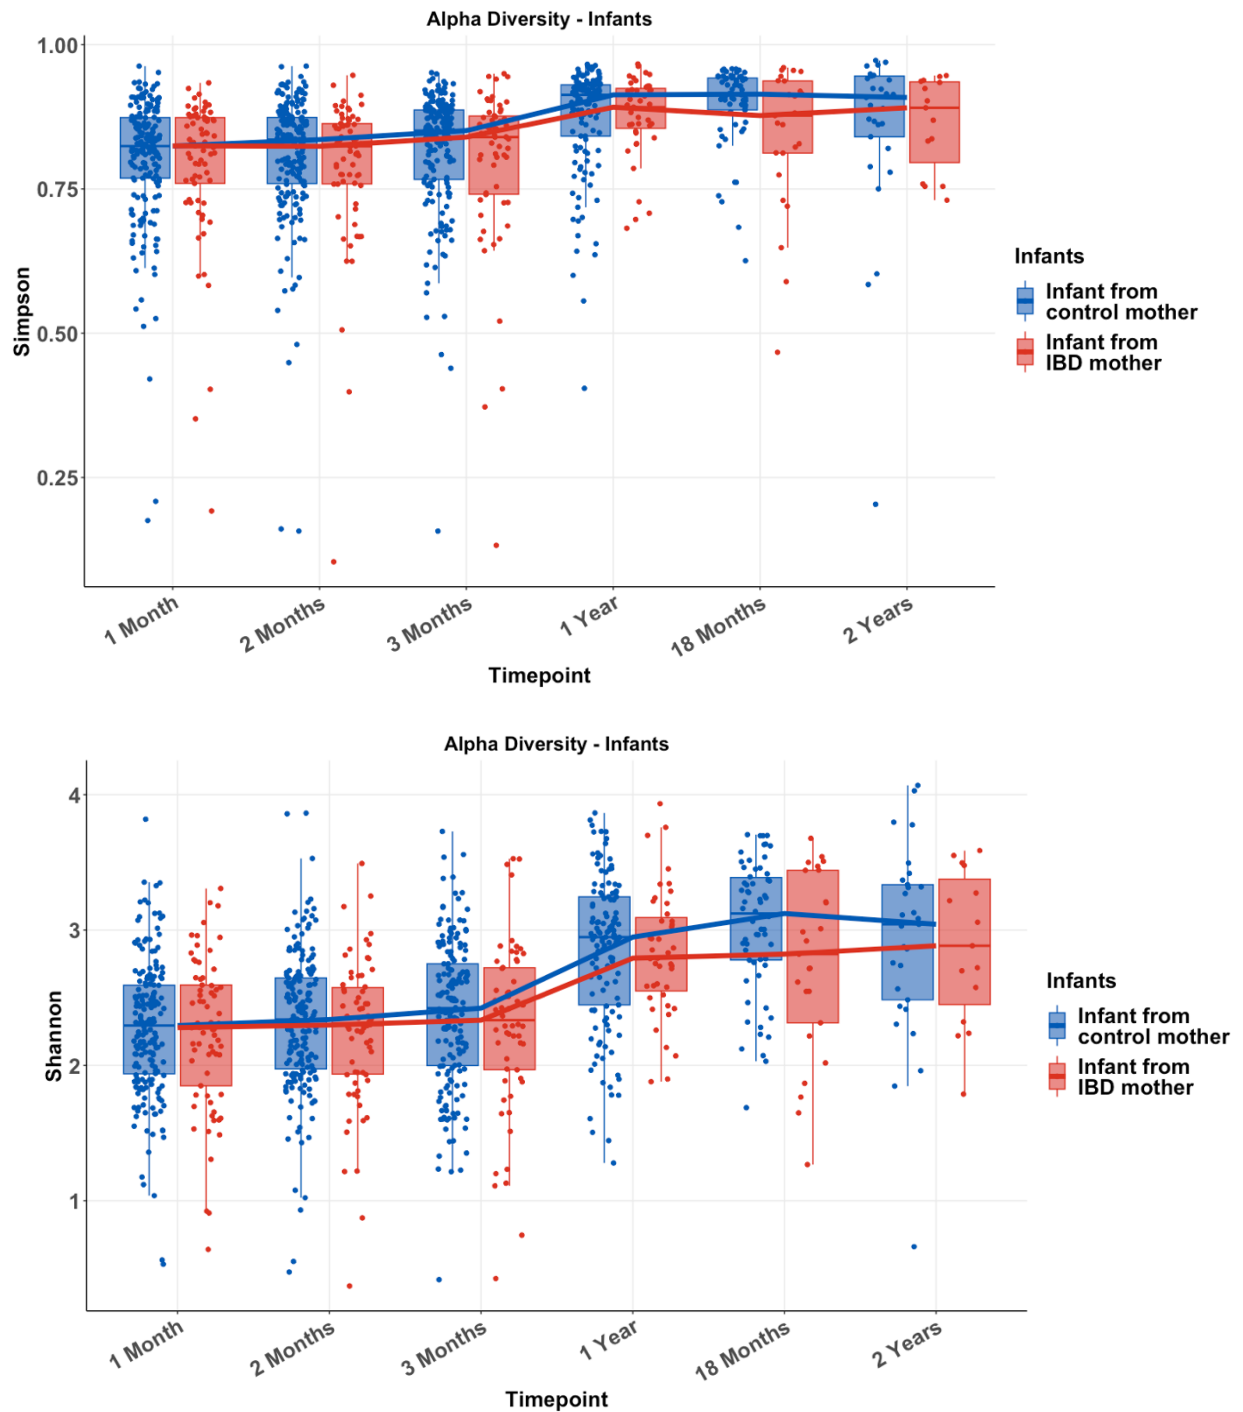 Alpha Diversity - Infants
1.00
0.75
0.50
0.25
Simpson
1 Month
2 Months
3 Months
1 Year
18 Months
2 Years
Timepoint
Infants
Infant from
control mother
Infant from
IBD mother
Alpha Diversity - Infants
4
3
2
1
Shannon
1 Month
2 Months
3 Months
1 Year
18 Months
2 Years
Timepoint
Infants
Infant from
control mother
Infant from
IBD mother